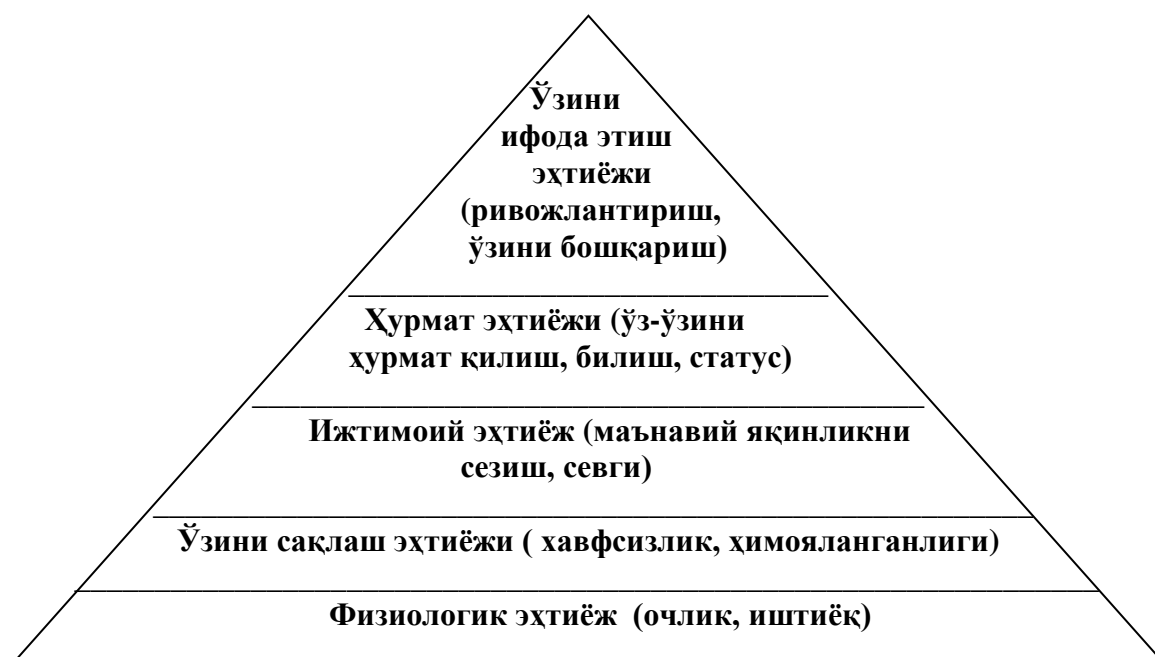 Ўзини
ифода этиш
эҳтиёжи
(ривожлантириш,
ўзини бошқариш)
Ҳурмат эҳтиёжи (ўз-ўзини
ҳурмат қилиш, билиш, статус)
Ижтимоий эҳтиёж (маънавий яқинликни
сезиш, севги)
Ўзини сақлаш эҳтиёжи ( хавфсизлик, ҳимояланганлиги)
Физиологик эҳтиёж (очлик, иштиёқ)